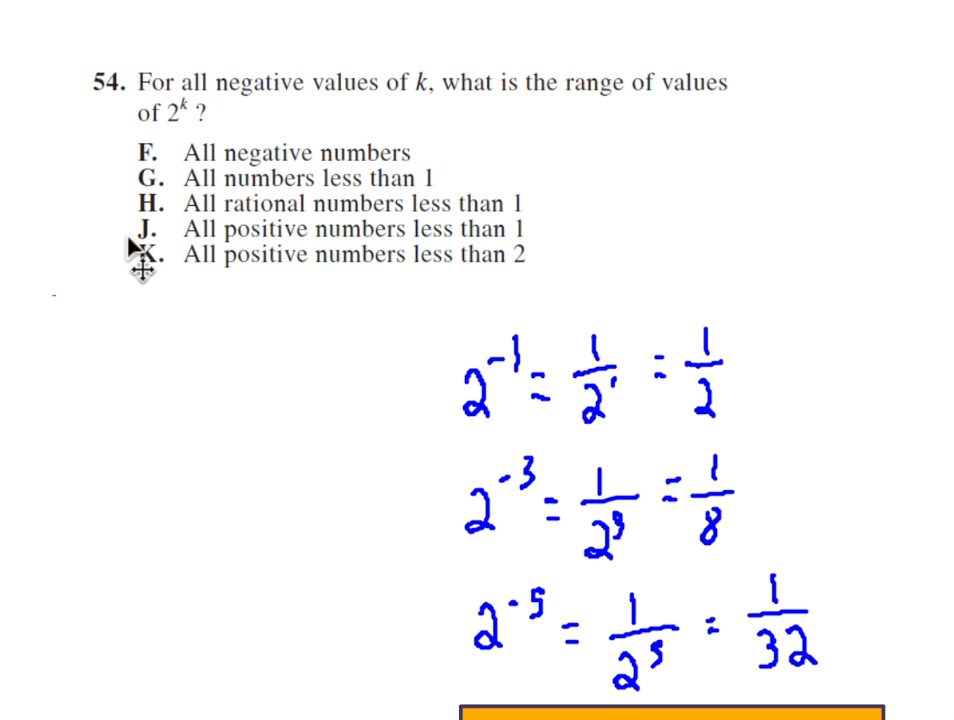 54. For all negative values of k, what is the range of values
of 2^k ?
F. All negative numbers
G. All numbers less than 1
H. All rational numbers less than 1
J. All positive numbers less than 1
K. All positive numbers less than 2
2^-1 = 1/2^1 = 1/2
2^-3 = 1/2^3 = 1/8
2^-5 = 1/2^5 = 1/32